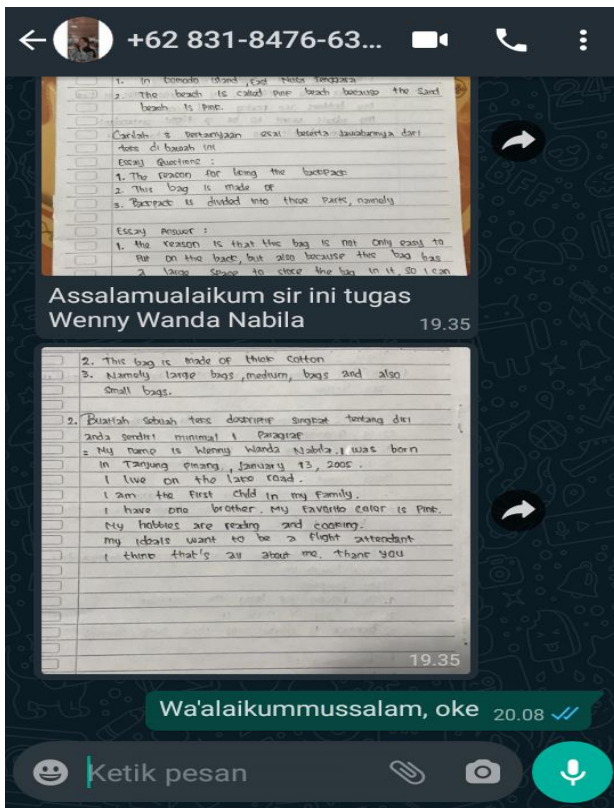 +62 831-8476-63...
1. In Comodo Island, East Nusa Tenggara
2. The beach is called pink beach because the sand
beach is pink.
Carilah 3 Pertanyaan esai beserta Jawabannya dari
teks di bawah ini
Essay Questions :
1. The reason for liking the backpack
2. This bag is made of
3. Backpack is divided into three Parts, namely
Essay Answer :
1. the reason is that this bag is not only easy to
Put on the back, but also because this bag has
a large space to store the bag in it, so I can
Assalamualaikum sir ini tugas
Wenny Wanda Nabila
19.35
2. This bag is made of thick cotton
3. Namely large bags, medium, bags and also
small bags.
2. Buatlah sebuah teks deskriptif singkat tentang diri
anda sendiri minimal 1 Paragraf
= My name is Wenny Wanda Nabila, I was born
in Tanjung pinang, January 13, 2005.
I live on the lake road.
I am the First Child in my Family.
I have one brother. My Favorite color is Pink.
My hobbies are reading and cooking.
my ideals want to be a flight attendant
I think that's all about me. Thank you
19.35
Wa'alaikummussalam, oke 20.08
Ketik pesan